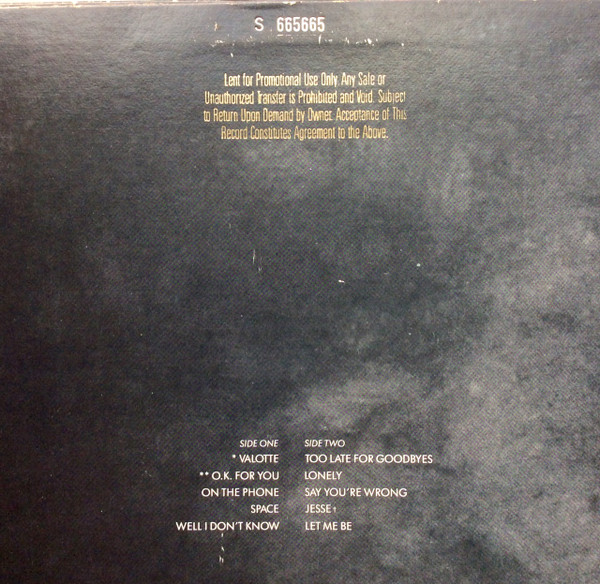 S 665665
Lent for Promotional Use Only. Any Sale or
Unauthorized Transfer is Prohibited and Void. Subject
to Return Upon Demand by Owner. Acceptance of This
Record Constitutes Agreement to the Above.
SIDE ONE
* VALOTTE
** O.K. FOR YOU
ON THE PHONE
SPACE
WELL I DON'T KNOW
SIDE TWO
TOO LATE FOR GOODBYES
LONELY
SAY YOU'RE WRONG
JESSE †
LET ME BE